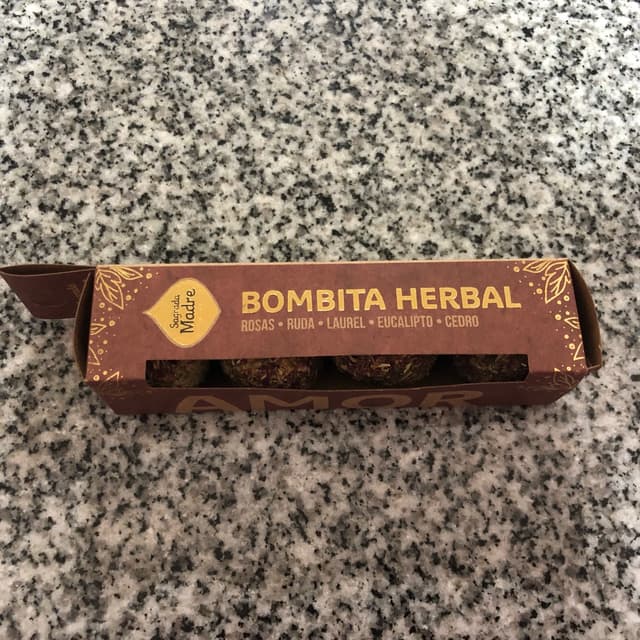 Sagrada
Madre
BOMBITA HERBAL
ROSAS • RUDA • LAUREL • EUCALIPTO • CEDRO
AMOR